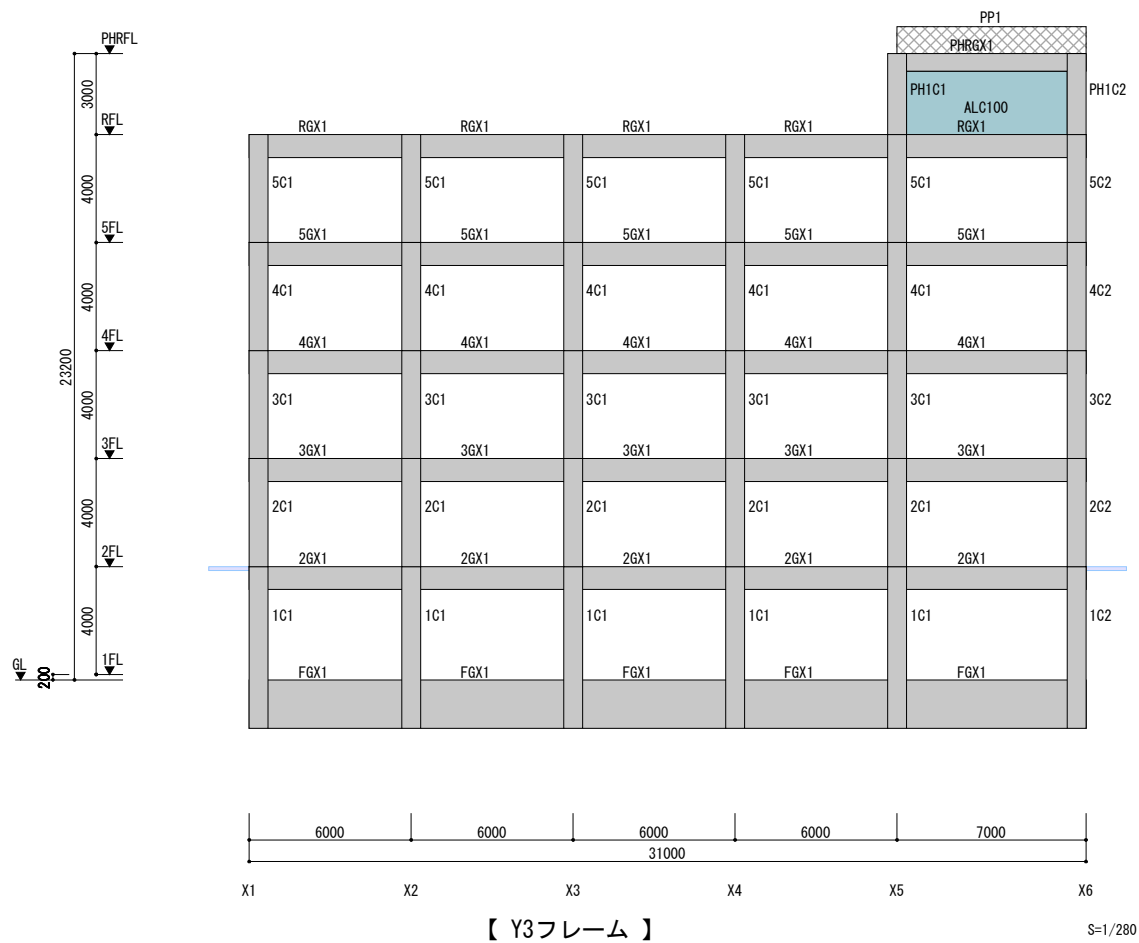 PP1
PHRFL
PHRGX1
3000
PH1C1
PH1C2
ALC100
RFL
RGX1 RGX1 RGX1 RGX1 RGX1
4000
5C1 5C1 5C1 5C1 5C1 5C2
5FL
5GX1 5GX1 5GX1 5GX1 5GX1
4000
4C1 4C1 4C1 4C1 4C1 4C2
4FL
4GX1 4GX1 4GX1 4GX1 4GX1
23200
4000
3C1 3C1 3C1 3C1 3C1 3C2
3FL
3GX1 3GX1 3GX1 3GX1 3GX1
4000
2C1 2C1 2C1 2C1 2C1 2C2
2FL
2GX1 2GX1 2GX1 2GX1 2GX1
4000
1C1 1C1 1C1 1C1 1C1 1C2
1FL
GL
200
FGX1 FGX1 FGX1 FGX1 FGX1
6000 6000 6000 6000 7000
31000
X1 X2 X3 X4 X5 X6
【 Y3フレーム 】
S=1/280